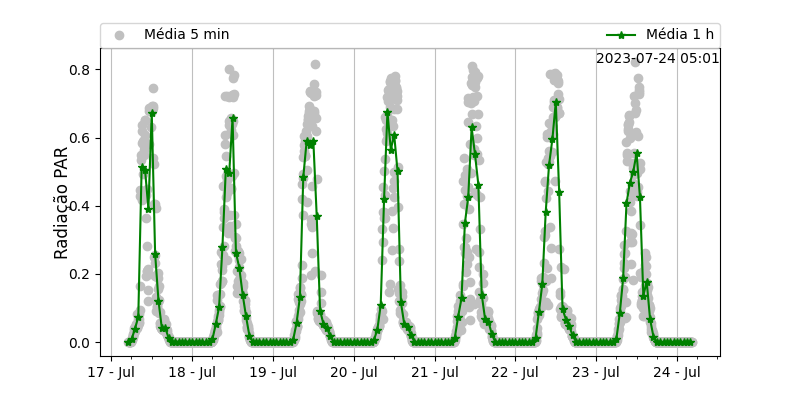 Média 5 min
Média 1 h
2023-07-24 05:01
Radiação PAR
0.8
0.6
0.4
0.2
0.0
17 - Jul
18 - Jul
19 - Jul
20 - Jul
21 - Jul
22 - Jul
23 - Jul
24 - Jul